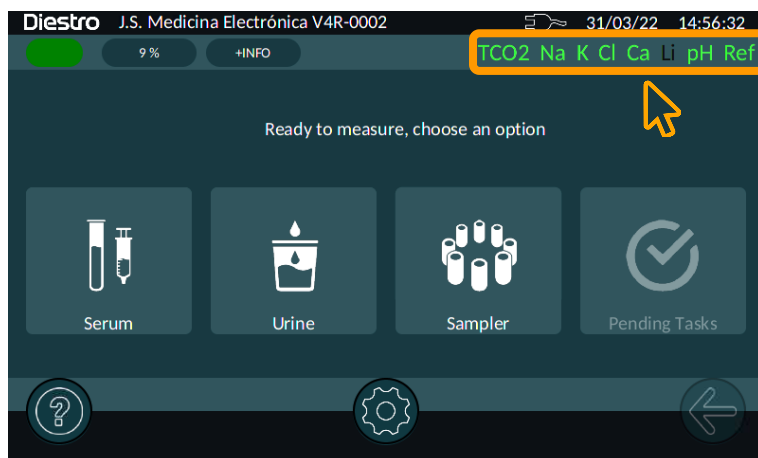 Diestro J.S. Medicina Electrónica V4R-0002 31/03/22 14:56:32
9 % +INFO TCO2 Na K Cl Ca Li pH Ref
Ready to measure, choose an option
Serum Urine Sampler Pending Tasks
?